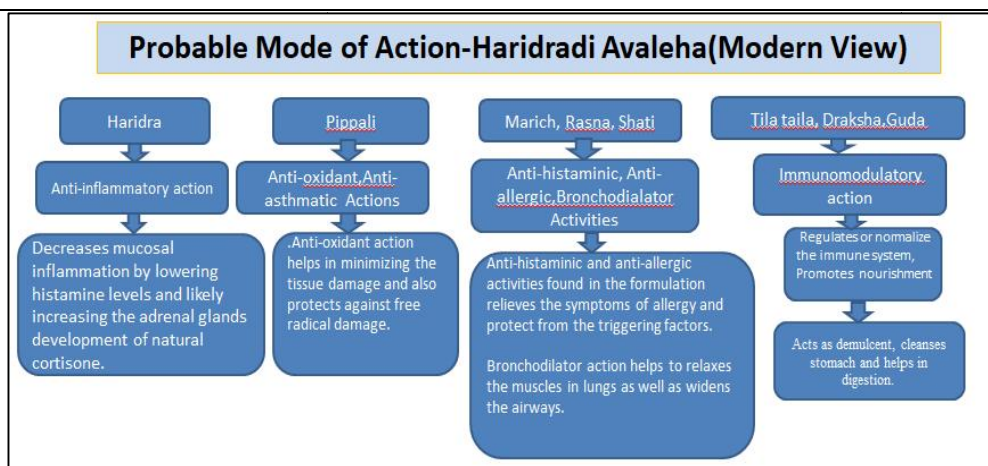 Probable Mode of Action-Haridradi Avaleha(Modern View)
Haridra
Anti-inflammatory action
Decreases mucosal
inflammation by lowering
histamine levels and likely
increasing the adrenal glands
development of natural
cortisone.
Pippali
Anti-oxidant,Anti-
asthmatic Actions
.Anti-oxidant action
helps in minimizing the
tissue damage and also
protects against free
radical damage.
Marich, Rasna, Shati
Anti-histaminic, Anti-
allergic,Bronchodialator
Activities
Anti-histaminic and anti-allergic
activities found in the formulation
relieves the symptoms of allergy and
protect from the triggering factors.
Bronchodilator action helps to relaxes
the muscles in lungs as well as widens
the airways.
Tila taila, Draksha,Guda
Immunomodulatory
action
Regulates or normalize
the immune system,
Promotes nourishment
Acts as demulcent, cleanses
stomach and helps in
digestion.